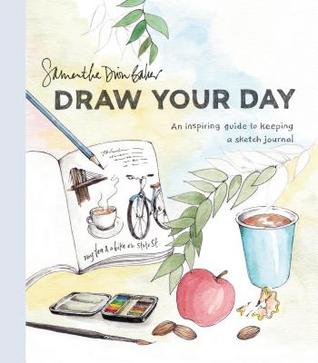 Samantha Dion Baker
DRAW YOUR DAY
An inspiring guide to keeping
a sketch journal